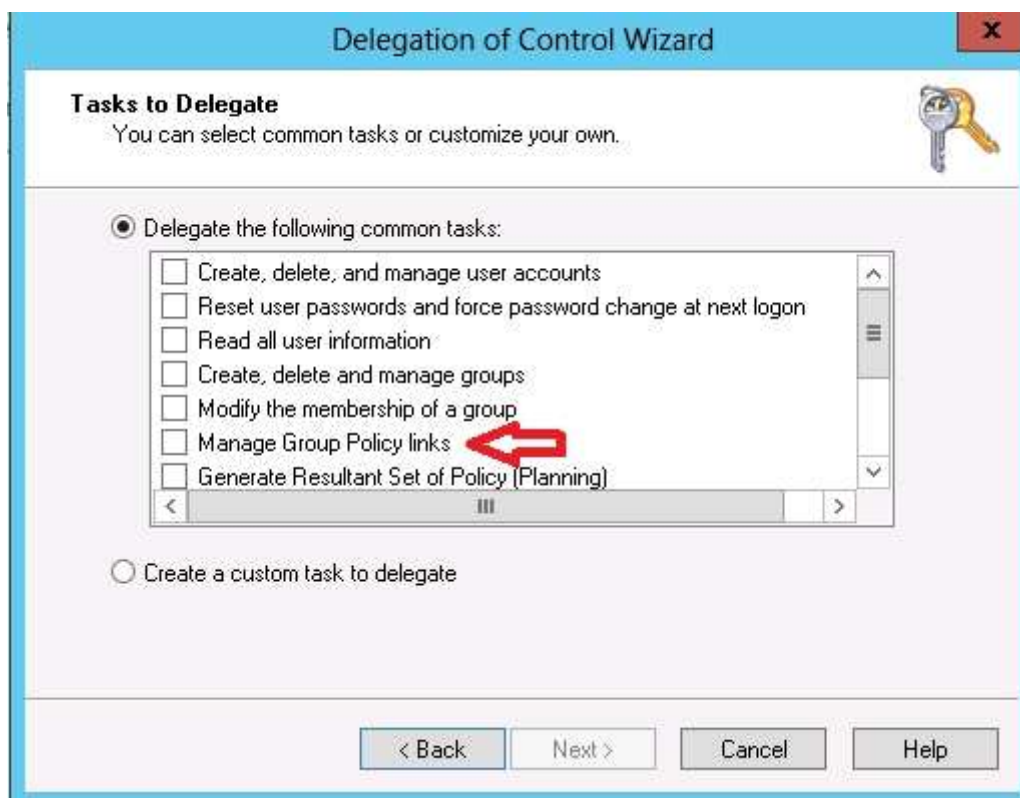 Delegation of Control Wizard
x
Tasks to Delegate
You can select common tasks or customize your own.
Delegate the following common tasks:
Create, delete, and manage user accounts
Reset user passwords and force password change at next logon
Read all user information
Create, delete and manage groups
Modify the membership of a group
Manage Group Policy links
Generate Resultant Set of Policy (Planning)
Create a custom task to delegate
< Back
Next >
Cancel
Help